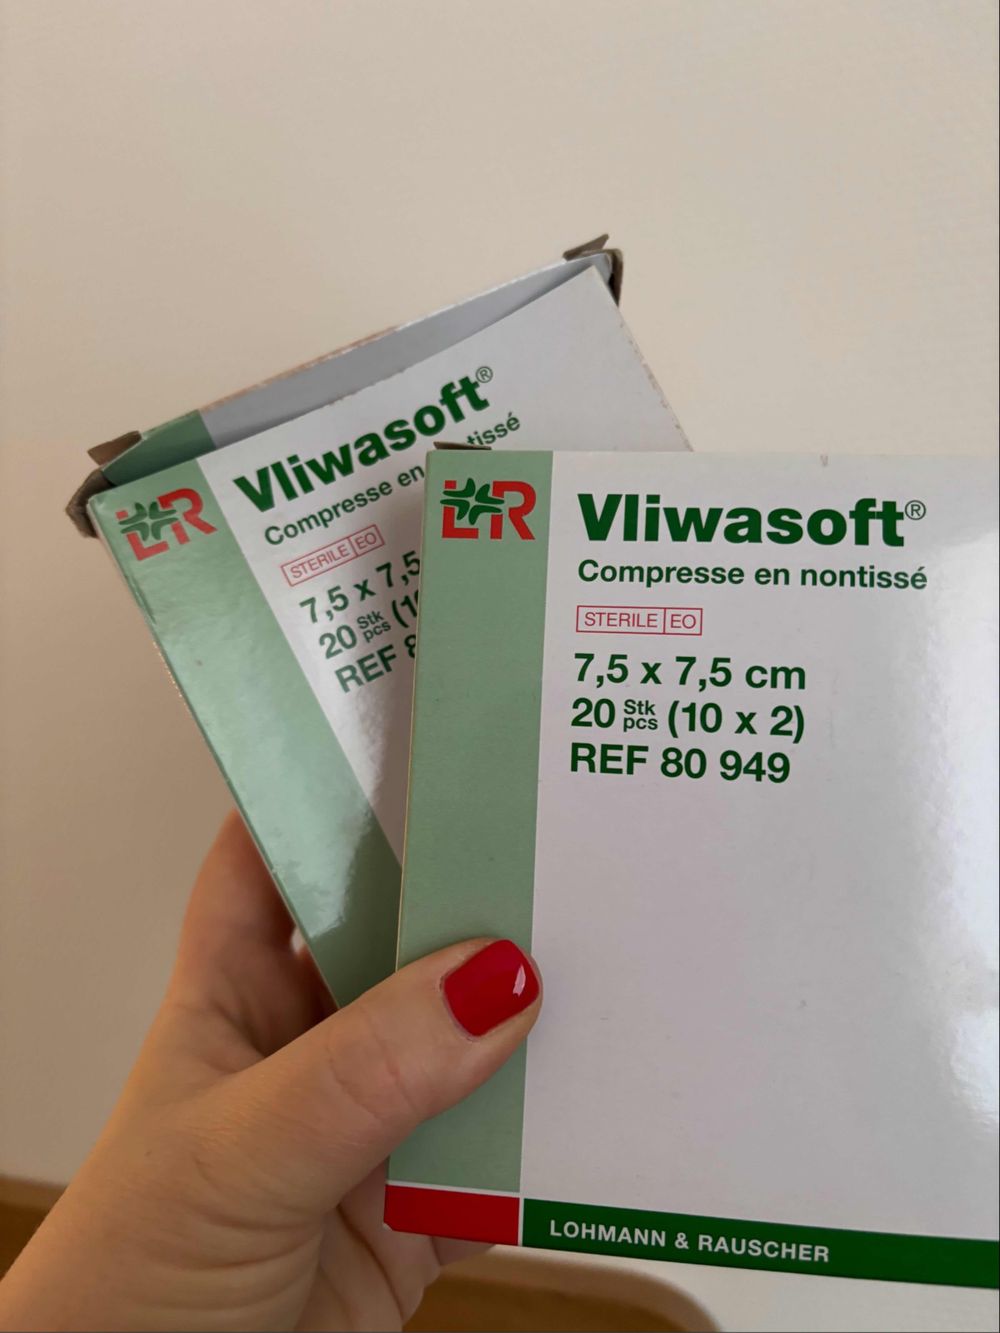 L&R
Vliwasoft®
Compresse en
tissé
STERILE EO
7,5 x 7,5
20 Stk
pcs
REF
L&R
Vliwasoft®
Compresse en nontissé
STERILE EO
7,5 x 7,5 cm
20 Stk pcs (10 x 2)
REF 80 949
LOHMANN & RAUSCHER